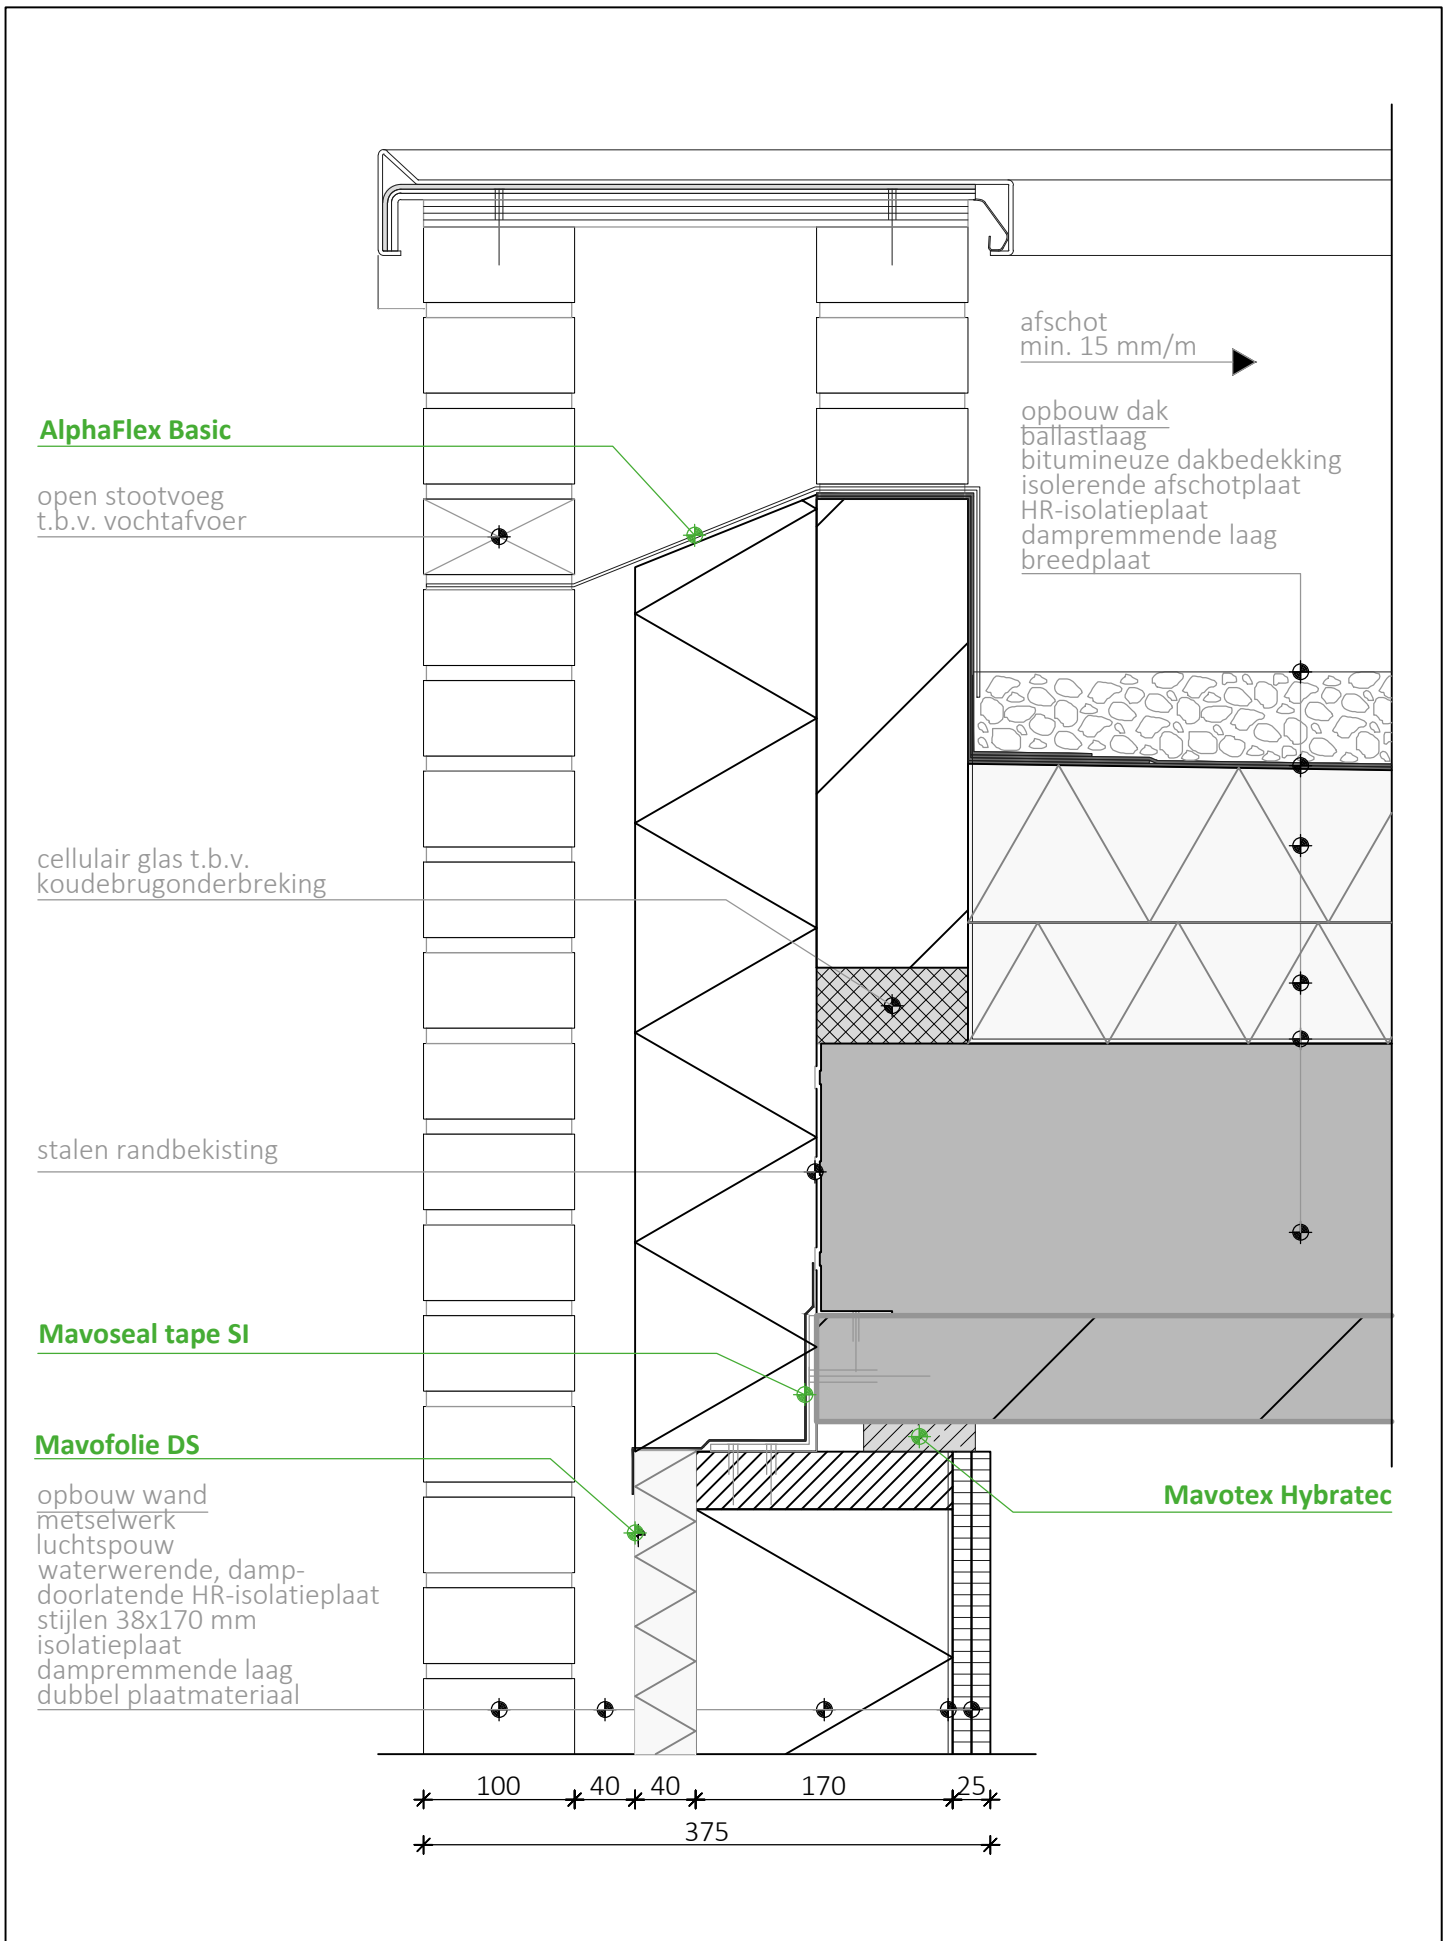 afschot
min. 15 mm/m
opbouw dak
ballastlaag
bitumineuze dakbedekking
isolerende afschotplaat
HR-isolatieplaat
dampremmende laag
breedplaat
AlphaFlex Basic
open stootvoeg
t.b.v. vochtafvoer
cellulair glas t.b.v.
koudebrugonderbreking
stalen randbekisting
Mavoseal tape SI
Mavofolie DS
opbouw wand
metselwerk
luchtspouw
waterwerende, damp-
doorlatende HR-isolatieplaat
stijlen 38x170 mm
isolatieplaat
dampremmende laag
dubbel plaatmateriaal
Mavotex Hybratec
100 40 40 170 25
375